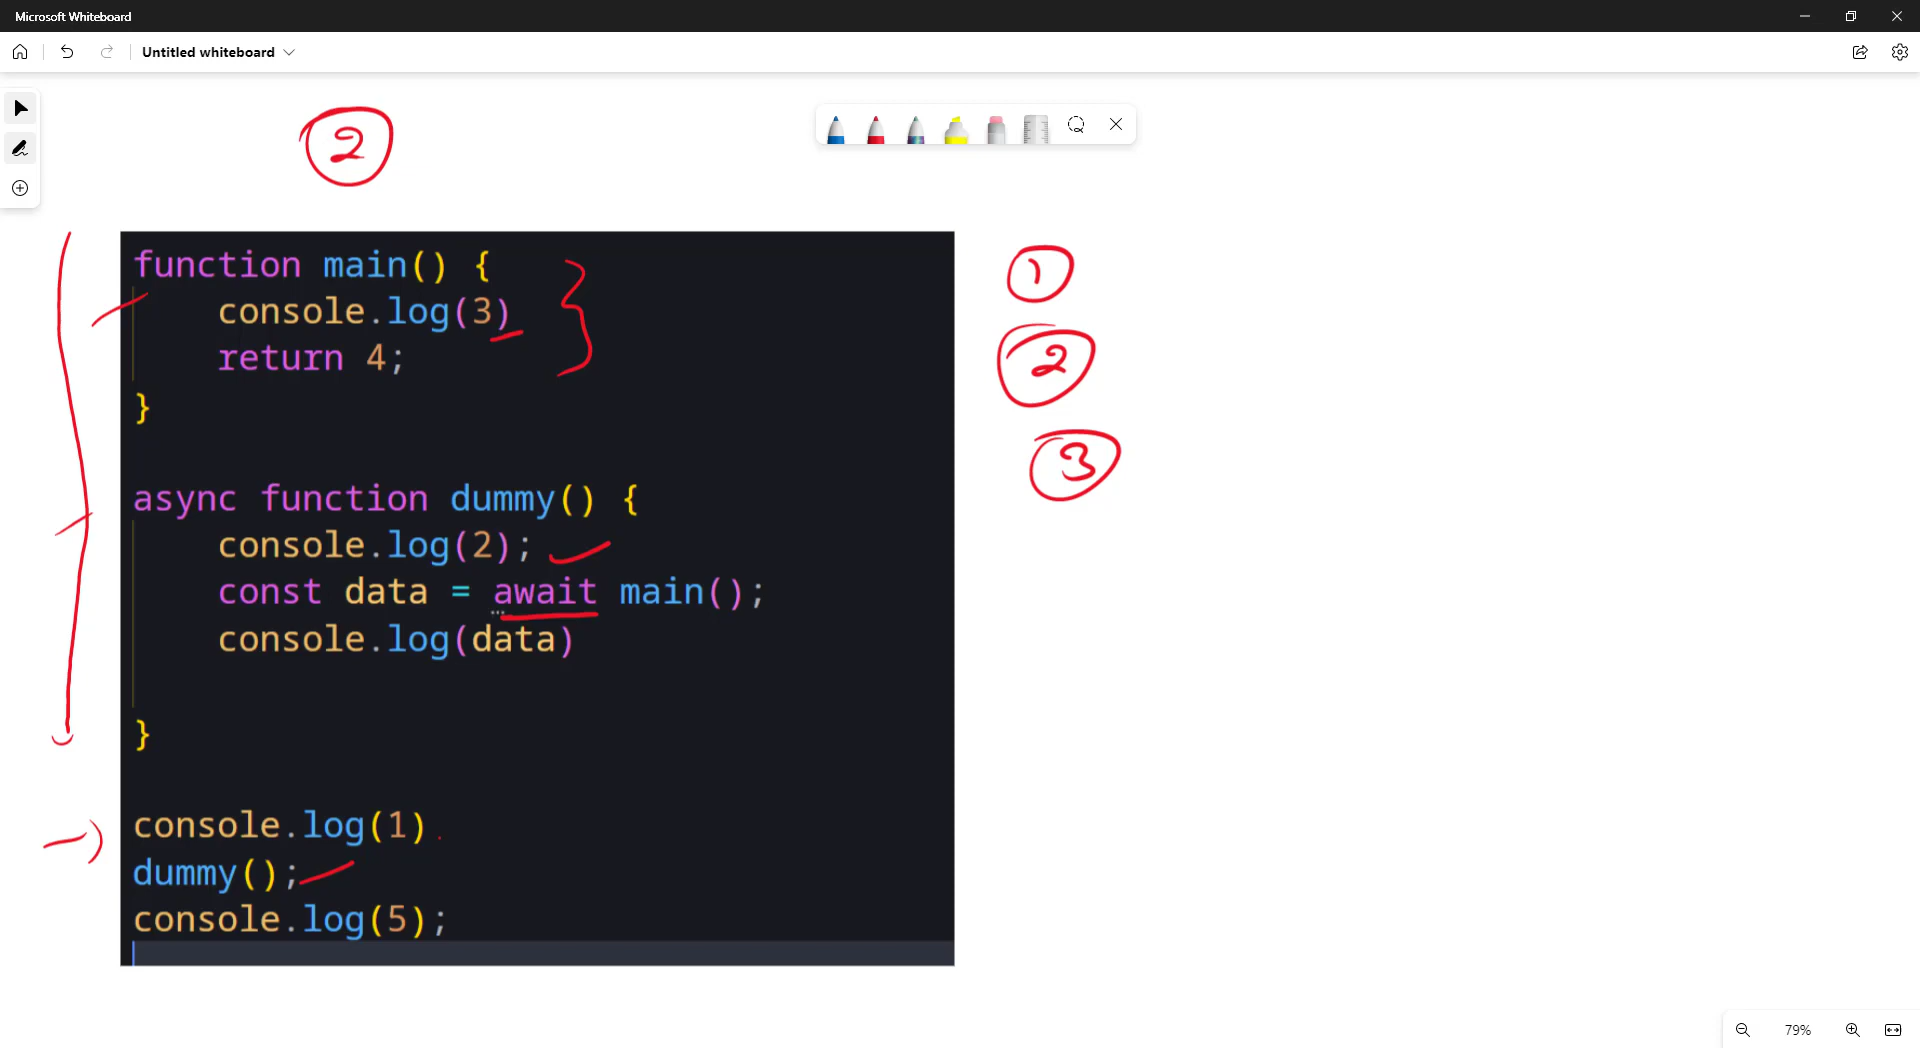 Microsoft Whiteboard
Untitled whiteboard
2
function main() {
    console.log(3)
    return 4;
}
async function dummy() {
    console.log(2);
    const data = await main();
    console.log(data)
}
console.log(1)
dummy();
console.log(5);
1
2
3
79%